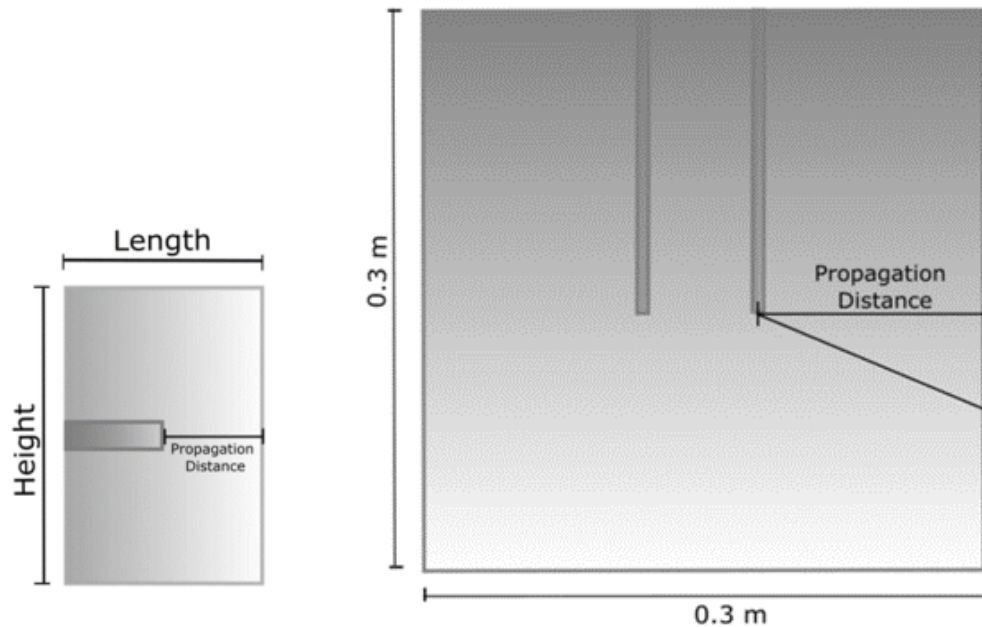 Length
Height
Propagation
Distance
0.3 m
Propagation
Distance
0.3 m